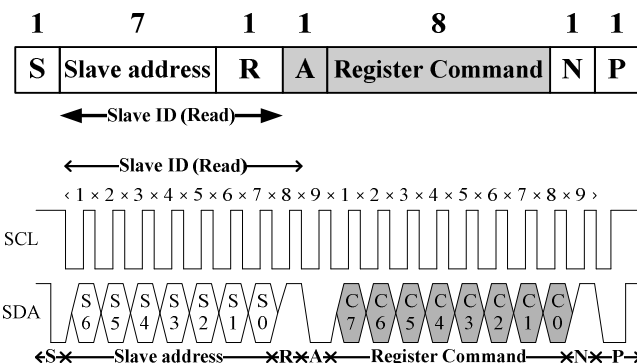 1 7 1 1 8 1 1
S Slave address R A Register Command N P
Slave ID (Read)
Slave ID (Read)
1 × 2 × 3 × 4 × 5 × 6 × 7 × 8 × 9 × 1 × 2 × 3 × 4 × 5 × 6 × 7 × 8 × 9
SCL
SDA
S6 S5 S4 S3 S2 S1 S0 C7 C6 C5 C4 C3 C2 C1 C0
S Slave address R A Register Command N P